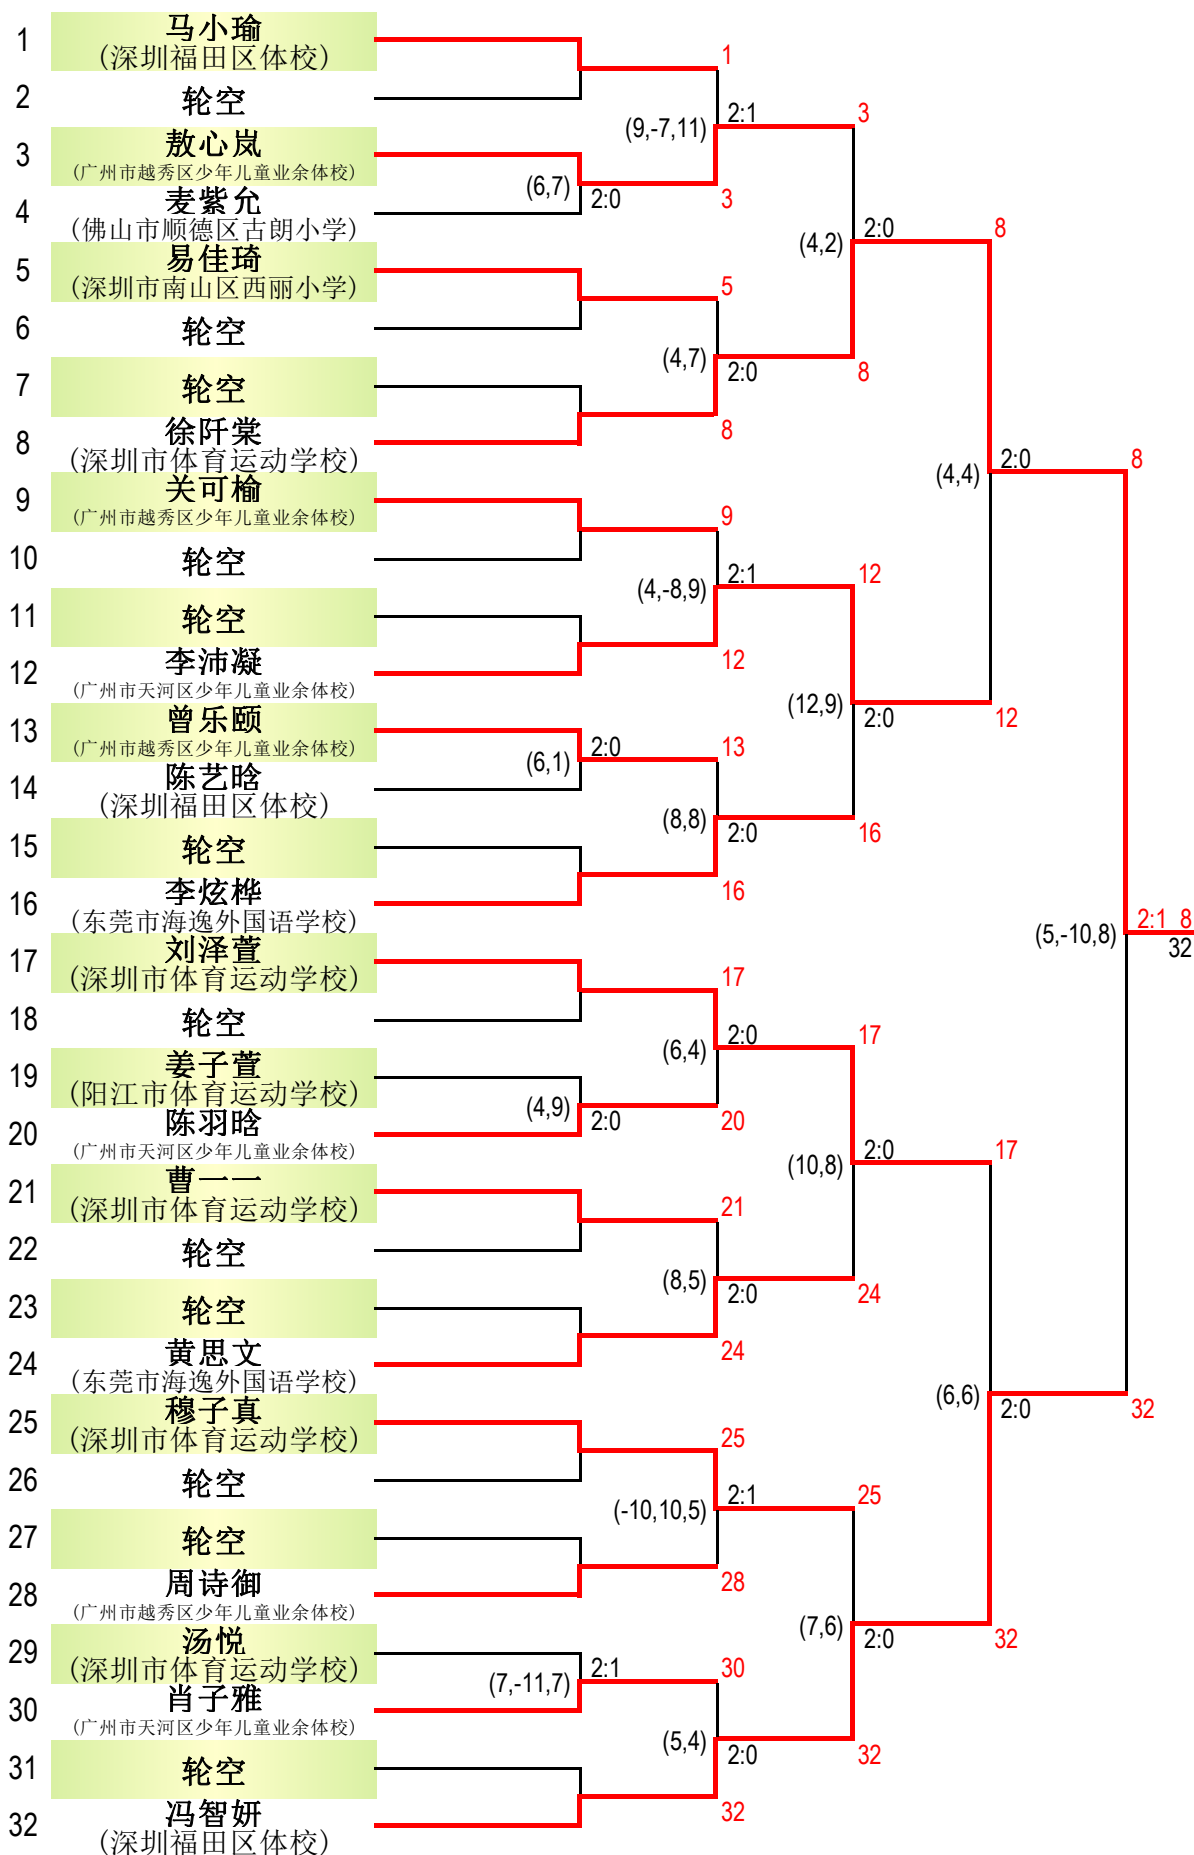 1
马小瑜
(深圳福田区体校)
1
2
轮空
2:1
3
(9,-7,11)
3
敖心岚
(广州市越秀区少年儿童业余体校)
(6,7)
2:0
3
4
麦紫允
(佛山市顺德区古朗小学)
2:0
8
(4,2)
5
易佳琦
(深圳市南山区西丽小学)
5
6
轮空
(4,7)
2:0
8
7
轮空
8
徐阡棠
(深圳市体育运动学校)
8
2:0
8
(4,4)
9
关可榆
(广州市越秀区少年儿童业余体校)
9
10
轮空
2:1
12
(4,-8,9)
11
轮空
12
李沛凝
(广州市天河区少年儿童业余体校)
12
(12,9)
2:0
12
13
曾乐颐
(广州市越秀区少年儿童业余体校)
2:0
13
(6,1)
14
陈艺晗
(深圳福田区体校)
(8,8)
2:0
16
15
轮空
16
李炫桦
(东莞市海逸外国语学校)
16
2:1 8
(5,-10,8)
32
17
刘泽萱
(深圳市体育运动学校)
17
18
轮空
2:0
17
(6,4)
19
姜子萱
(阳江市体育运动学校)
(4,9)
2:0
20
20
陈羽晗
(广州市天河区少年儿童业余体校)
2:0
17
(10,8)
21
曹一一
(深圳市体育运动学校)
21
22
轮空
(8,5)
2:0
24
23
轮空
24
黄思文
(东莞市海逸外国语学校)
24
(6,6)
2:0
32
25
穆子真
(深圳市体育运动学校)
25
26
轮空
2:1
25
(-10,10,5)
27
轮空
28
周诗御
(广州市越秀区少年儿童业余体校)
28
(7,6)
2:0
32
29
汤悦
(深圳市体育运动学校)
2:1
30
(7,-11,7)
30
肖子雅
(广州市天河区少年儿童业余体校)
(5,4)
2:0
32
31
轮空
32
冯智妍
(深圳福田区体校)
32